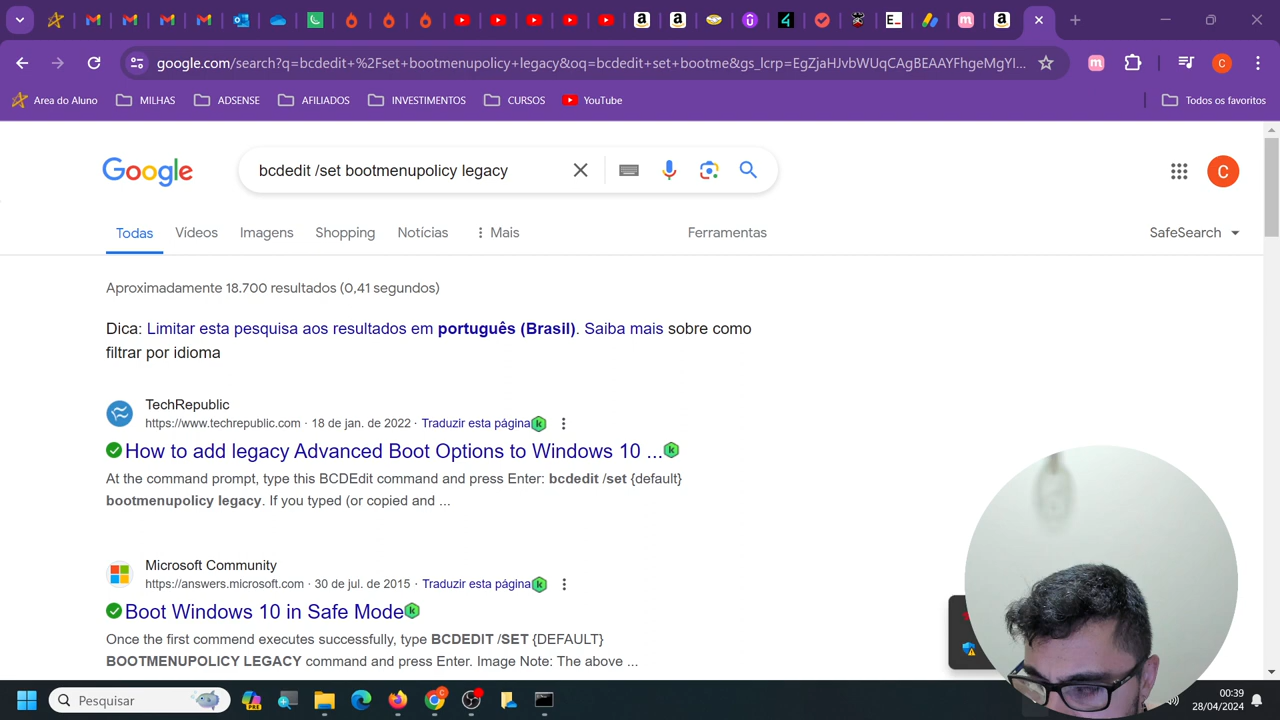 google.com/search?q=bcdedit+%2Fset+bootmenupolicy+legacy&oq=bcdedit+set+bootme&gs_lcrp=EgZjaHJvbWUqCAgBEAAYFhgeMgYI...
C
Area do Aluno
MILHAS
ADSENSE
AFILIADOS
INVESTIMENTOS
CURSOS
YouTube
Todos os favoritos
Google
bcdedit /set bootmenupolicy legacy
C
Todas
Vídeos
Imagens
Shopping
Notícias
Mais
Ferramentas
SafeSearch
Aproximadamente 18.700 resultados (0,41 segundos)
Dica: Limitar esta pesquisa aos resultados em português (Brasil). Saiba mais sobre como
filtrar por idioma
TechRepublic
https://www.techrepublic.com · 18 de jan. de 2022 · Traduzir esta página
How to add legacy Advanced Boot Options to Windows 10 ...
At the command prompt, type this BCDEdit command and press Enter: bcdedit /set {default}
bootmenupolicy legacy. If you typed (or copied and ...
Microsoft Community
https://answers.microsoft.com · 30 de jul. de 2015 · Traduzir esta página
Boot Windows 10 in Safe Mode
Once the first commend executes successfully, type BCDEDIT /SET {DEFAULT}
BOOTMENUPOLICY LEGACY command and press Enter. Image Note: The above ...
Pesquisar
PRE
00:39
28/04/2024